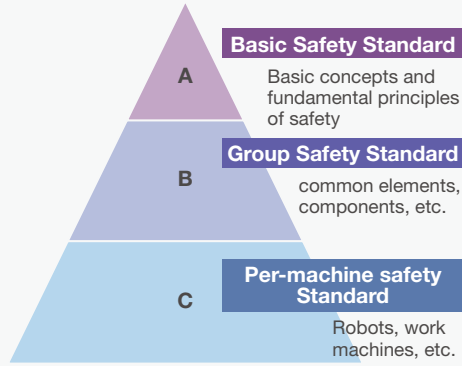 A
Basic Safety Standard
Basic concepts and
fundamental principles
of safety
B
Group Safety Standard
common elements,
components, etc.
C
Per-machine safety
Standard
Robots, work
machines, etc.